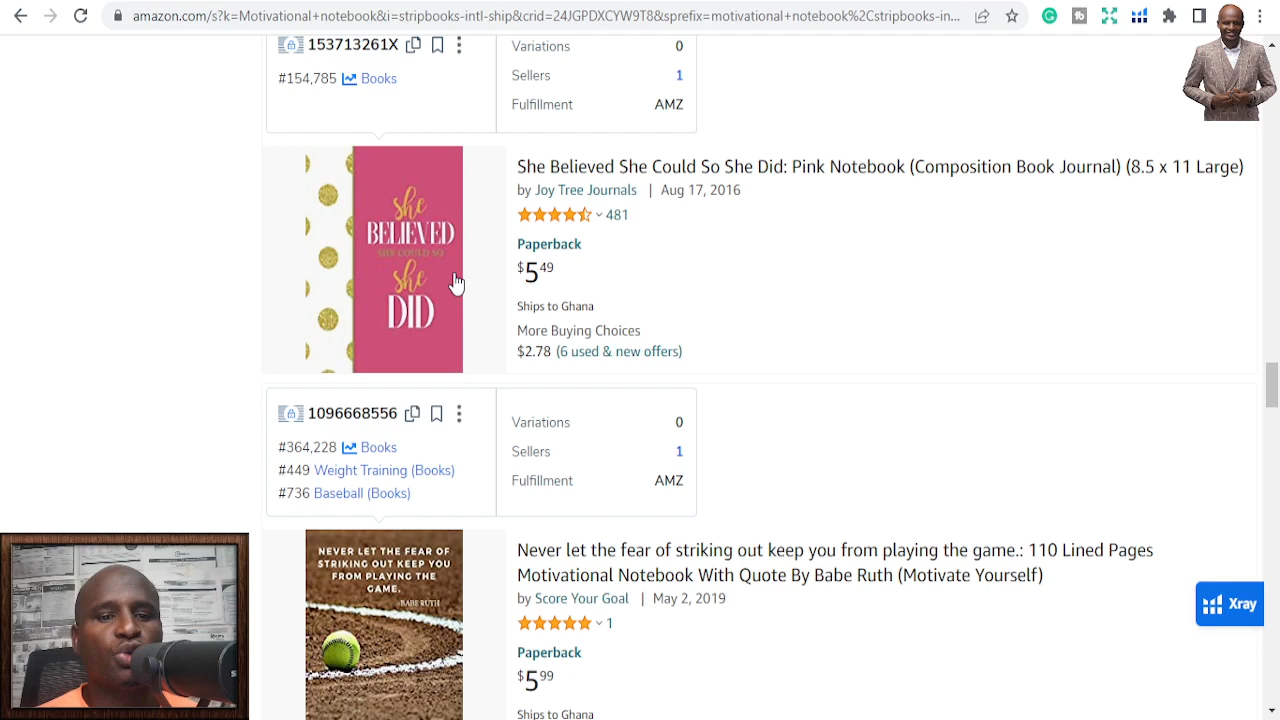 amazon.com/s?k=Motivational+notebook&i=stripbooks-intl-ship&crid=24JGPDXCYW9T8&sprefix=motivational+notebook%2Cstripbooks-in...
153713261X
#154,785 Books
Variations 0
Sellers 1
Fulfillment AMZ
she
BELIEVED
SHE COULD SO
she
DID
She Believed She Could So She Did: Pink Notebook (Composition Book Journal) (8.5 x 11 Large)
by Joy Tree Journals | Aug 17, 2016
481
Paperback
$5 49
Ships to Ghana
More Buying Choices
$2.78 (6 used & new offers)
1096668556
#364,228 Books
#449 Weight Training (Books)
#736 Baseball (Books)
Variations 0
Sellers 1
Fulfillment AMZ
NEVER LET THE FEAR OF
STRIKING OUT KEEP YOU
FROM PLAYING THE
GAME.
-BABE RUTH
Never let the fear of striking out keep you from playing the game.: 110 Lined Pages
Motivational Notebook With Quote By Babe Ruth (Motivate Yourself)
by Score Your Goal | May 2, 2019
1
Paperback
$5 99
Ships to Ghana
Xray